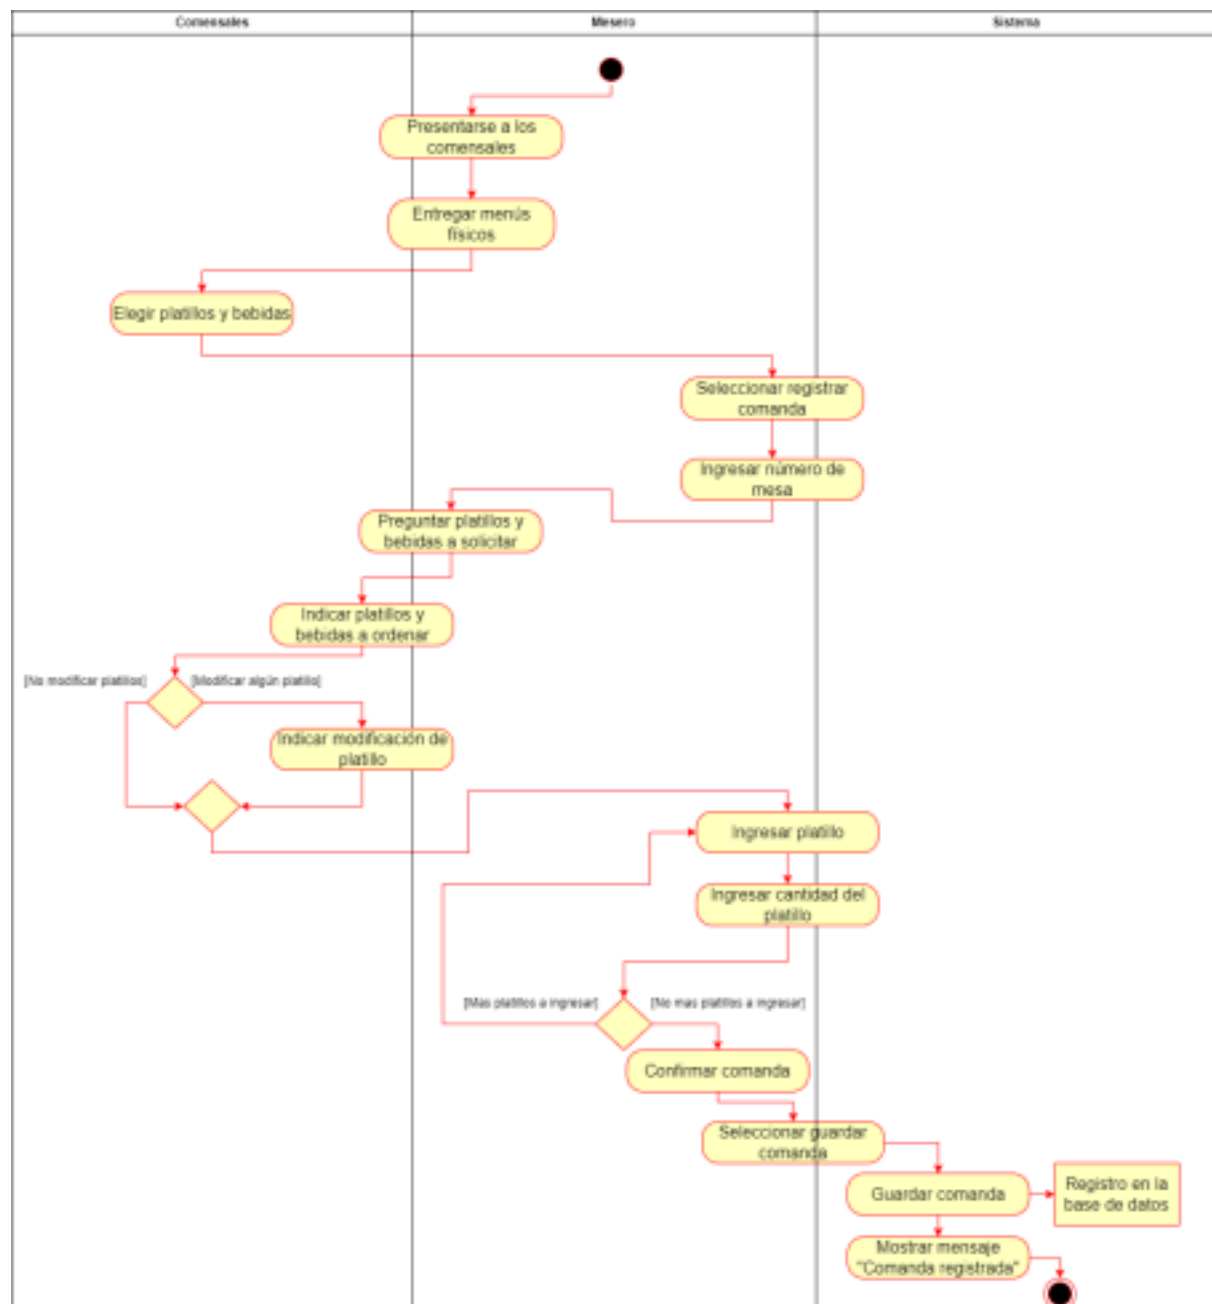 Comensales
Mesero
Sistema
Presentarse a los
comensales
Entregar menús
físicos
Elegir platillos y bebidas
Seleccionar registrar
comanda
Ingresar número de
mesa
Preguntar platillos y
bebidas a solicitar
Indicar platillos y
bebidas a ordenar
[No modificar platillos]
[Modificar algún platillo]
Indicar modificación de
platillo
Ingresar platillo
Ingresar cantidad del
platillo
[Mas platillos a ingresar]
[No mas platillos a ingresar]
Confirmar comanda
Seleccionar guardar
comanda
Guardar comanda
Registro en la
base de datos
Mostrar mensaje
"Comanda registrada"